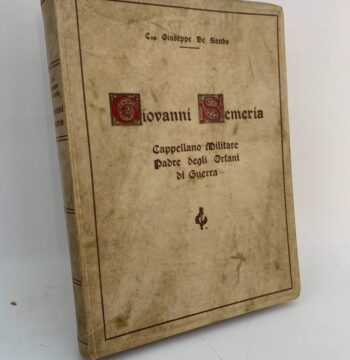 Cap. Giuseppe De Sando
Giovanni Semeria
Cappellano Militare
Padre degli Orfani
di Guerra